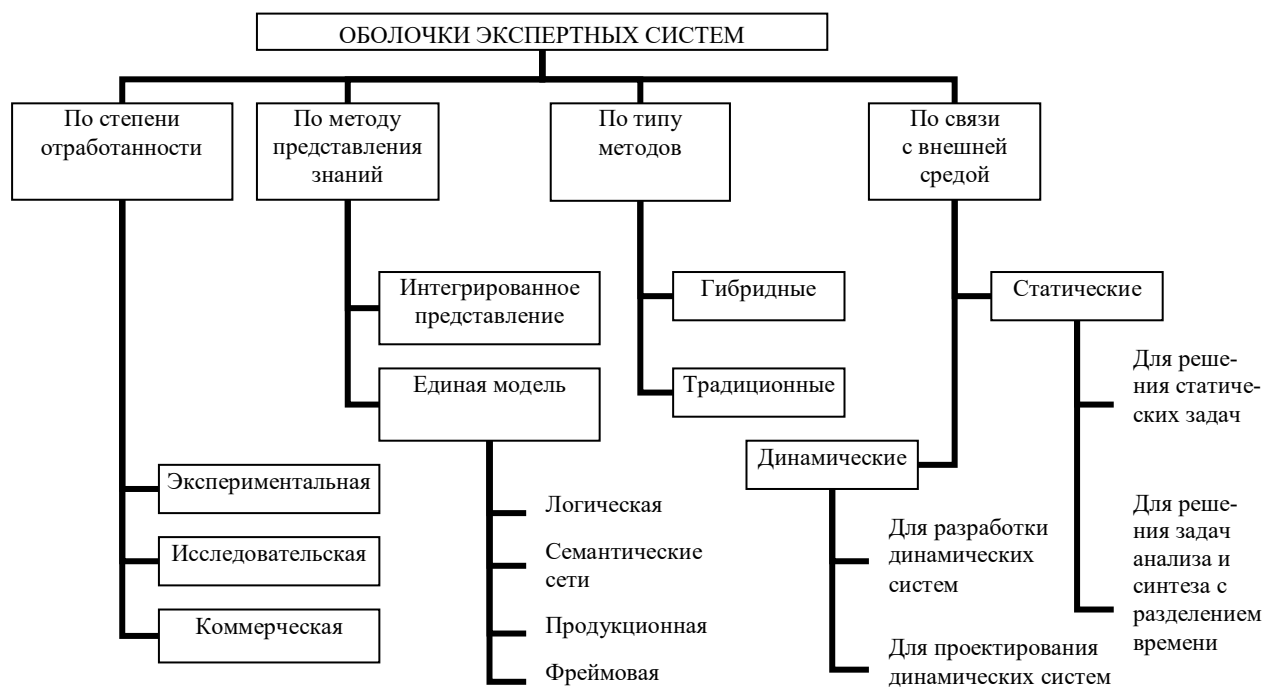 ОБОЛОЧКИ ЭКСПЕРТНЫХ СИСТЕМ
По степени
отработанности
По методу
представления
знаний
По типу
методов
По связи
с внешней
средой
Интегрированное
представление
Гибридные
Статические
Единая модель
Традиционные
Для реше-
ния статиче-
ских задач
Динамические
Экспериментальная
Исследовательская
Коммерческая
Логическая
Семантические
сети
Продукционная
Фреймовая
Для разработки
динамических
систем
Для проектирования
динамических систем
Для реше-
ния задач
анализа и
синтеза с
разделением
времени